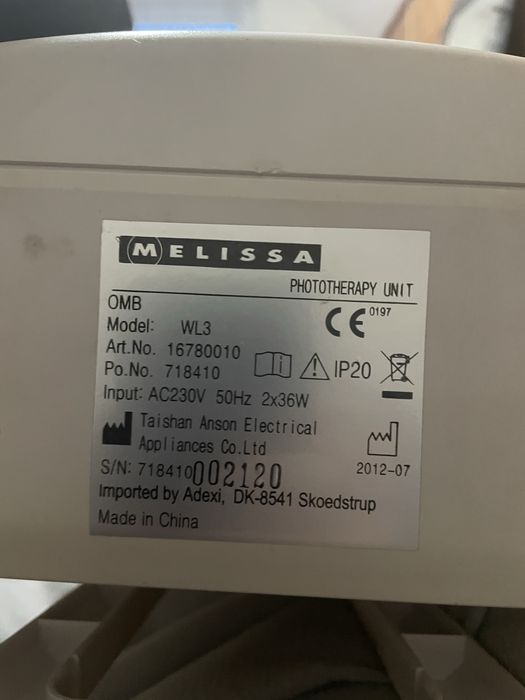 MELISSA
PHOTOTHERAPY UNIT
OMB
Model: WL3
CE 0197
Art.No. 16780010
Po.No. 718410
IP20
Input: AC230V 50Hz 2x36W
Taishan Anson Electrical
Appliances Co.Ltd
S/N: 718410002120
2012-07
Imported by Adexi, DK-8541 Skoedstrup
Made in China